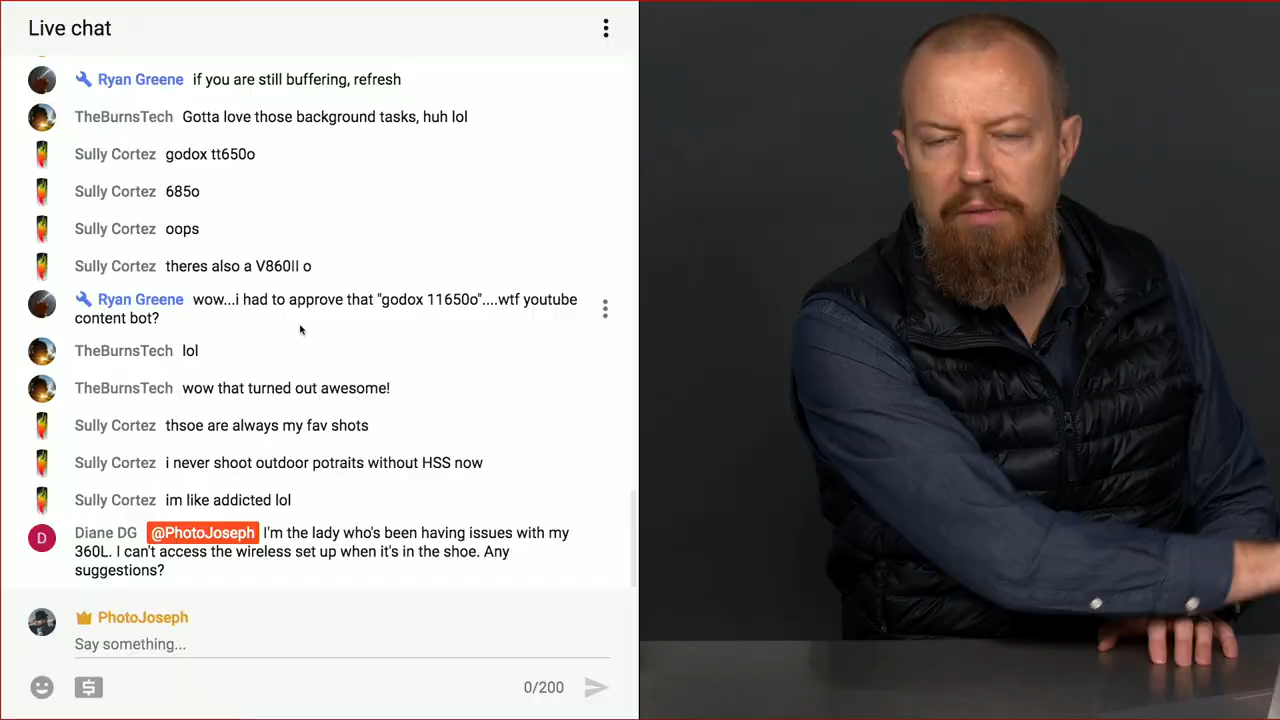 Live chat
Ryan Greene if you are still buffering, refresh
TheBurnsTech Gotta love those background tasks, huh lol
Sully Cortez godox tt650o
Sully Cortez 685o
Sully Cortez oops
Sully Cortez theres also a V860II o
Ryan Greene wow...i had to approve that "godox 11650o"....wtf youtube
content bot?
TheBurnsTech lol
TheBurnsTech wow that turned out awesome!
Sully Cortez thsoe are always my fav shots
Sully Cortez i never shoot outdoor potraits without HSS now
Sully Cortez im like addicted lol
D
Diane DG @PhotoJoseph I'm the lady who's been having issues with my
360L. I can't access the wireless set up when it's in the shoe. Any
suggestions?
PhotoJoseph
Say something...
0/200